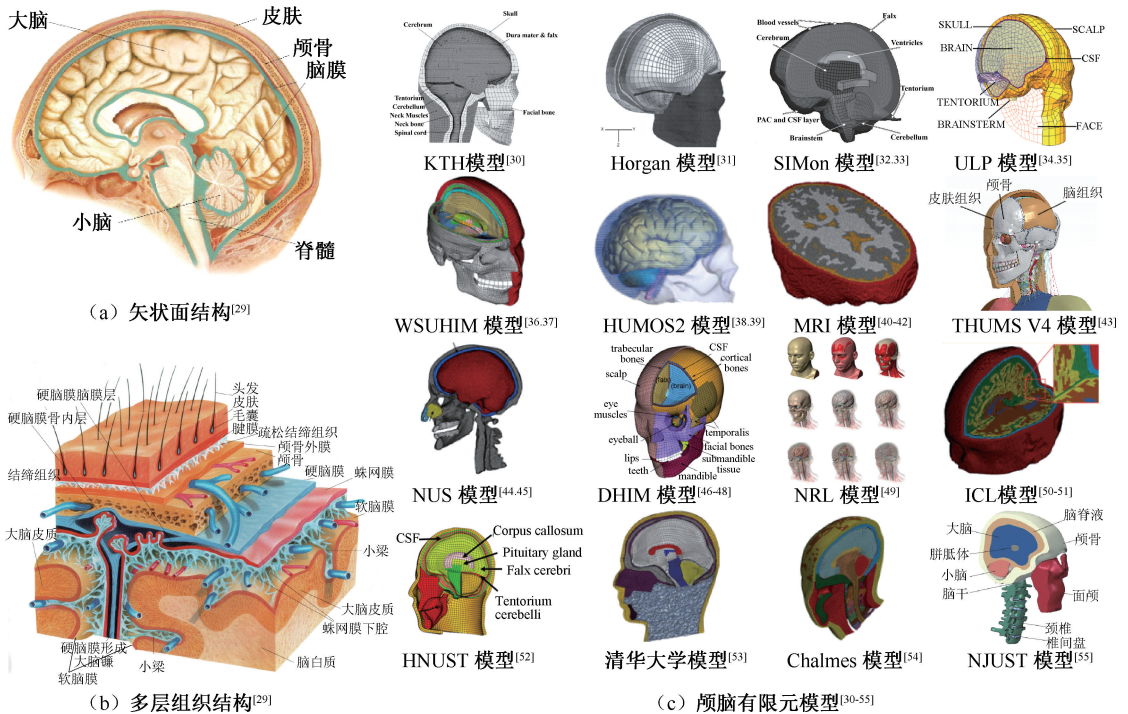 大脑
皮肤
颅骨
脑膜
小脑
脊髓
（a）矢状面结构[29]
头发
皮肤
毛囊
腱膜
硬脑膜脑膜层
硬脑膜骨内层
疏松结缔组织
颅骨外膜
颅骨
结缔组织
硬脑膜
蛛网膜
软脑膜
大脑皮质
小梁
大脑皮质
蛛网膜下腔
硬脑膜形成
大脑镰
软脑膜
小梁
脑白质
（b）多层组织结构[29]
Cerebrum
Skull
Dura mater & falx
Tentorium
Cerebellum
Neck Muscles
Neck bone
Spinal cord
Facial bone
KTH模型[30]
X
Y
Z
Horgan 模型[31]
Blood vessels
Falx
Cerebrum
Ventricles
Tentorium
PAC and CSF layer
Brainstem
Cerebellum
SIMon 模型[32.33]
SKULL
SCALP
BRAIN
CSF
TENTORIUM
BRAINSTERM
FACE
ULP 模型[34.35]
WSUHIM 模型[36.37]
HUMOS2 模型[38.39]
MRI 模型[40-42]
颅骨
皮肤组织
脑组织
THUMS V4 模型[43]
NUS 模型[44.45]
trabecular
bones
CSF
cortical
bones
scalp
(falx)
(brain)
eye
muscles
eyeball
temporalis
facial bones
lips
submandible
tissue
teeth
mandible
DHIM 模型[46-48]
NRL 模型[49]
ICL模型[50-51]
CSF
Corpus callosum
Pituitary gland
Falx cerebri
Tentorium
cerebelli
HNUST 模型[52]
清华大学模型[53]
Chalmes 模型[54]
大脑
脑脊液
胼胝体
颅骨
小脑
脑干
面颅
颈椎
椎间盘
NJUST 模型[55]
（c）颅脑有限元模型[30-55]